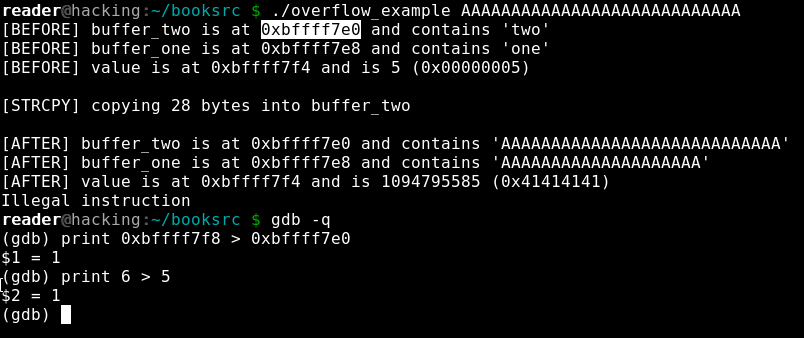 reader@hacking:~/booksrc $ ./overflow_example AAAAAAAAAAAAAAAAAAAAAAAAAAAA
[BEFORE] buffer_two is at 0xbffff7e0 and contains 'two'
[BEFORE] buffer_one is at 0xbffff7e8 and contains 'one'
[BEFORE] value is at 0xbffff7f4 and is 5 (0x00000005)
[STRCPY] copying 28 bytes into buffer_two
[AFTER] buffer_two is at 0xbffff7e0 and contains 'AAAAAAAAAAAAAAAAAAAAAAAAAAAA'
[AFTER] buffer_one is at 0xbffff7e8 and contains 'AAAAAAAAAAAAAAAAAAAA'
[AFTER] value is at 0xbffff7f4 and is 1094795585 (0x41414141)
Illegal instruction
reader@hacking:~/booksrc $ gdb -q
(gdb) print 0xbffff7f8 > 0xbffff7e0
$1 = 1
(gdb) print 6 > 5
$2 = 1
(gdb)